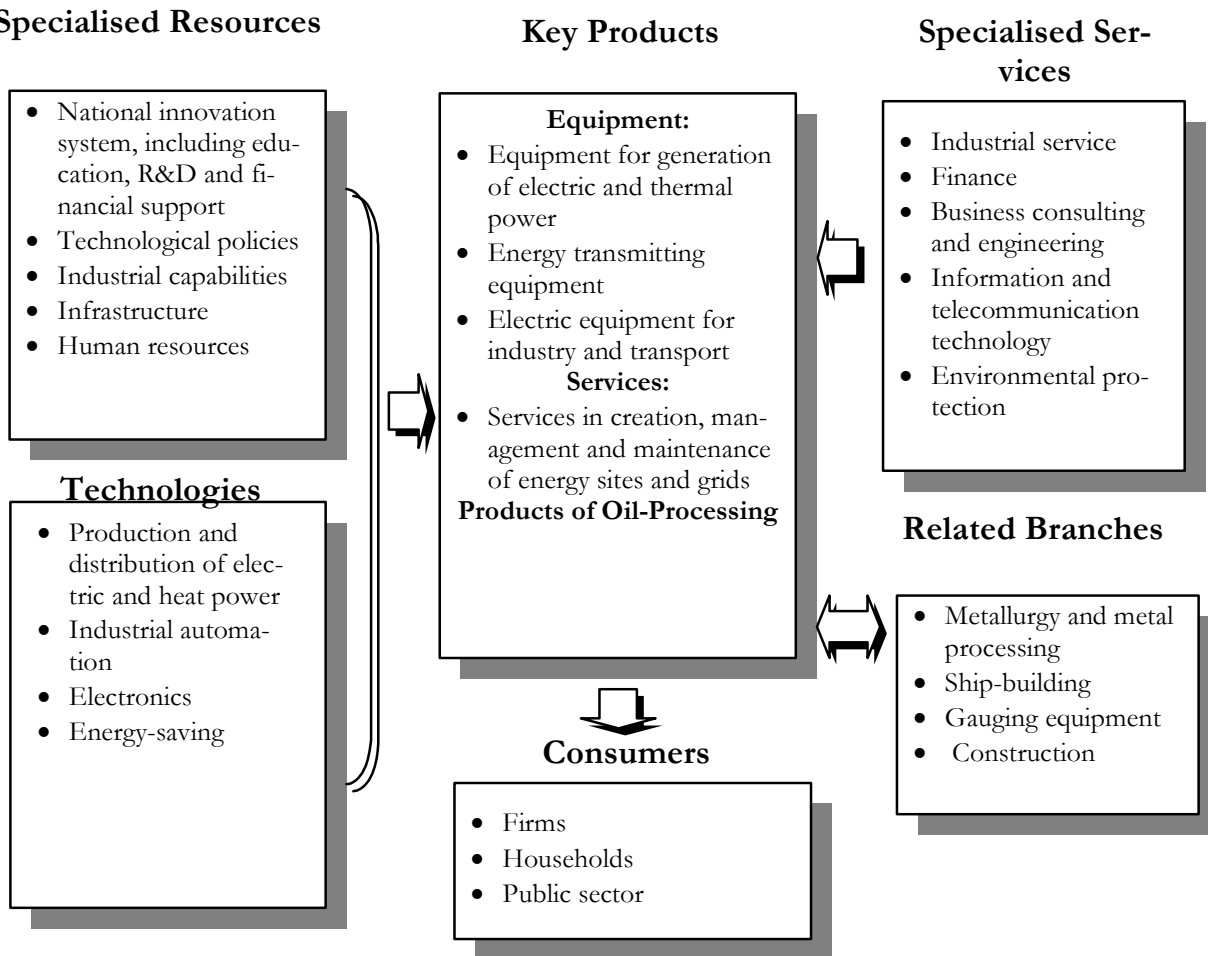 Specialised Resources
• National innovation
system, including edu-
cation, R&D and fi-
nancial support
• Technological policies
• Industrial capabilities
• Infrastructure
• Human resources
Technologies
• Production and
distribution of elec-
tric and heat power
• Industrial automa-
tion
• Electronics
• Energy-saving
Key Products
Equipment:
• Equipment for generation
of electric and thermal
power
• Energy transmitting
equipment
• Electric equipment for
industry and transport
Services:
• Services in creation, man-
agement and maintenance
of energy sites and grids
Products of Oil-Processing
Consumers
• Firms
• Households
• Public sector
Specialised Ser-
vices
• Industrial service
• Finance
• Business consulting
and engineering
• Information and
telecommunication
technology
• Environmental pro-
tection
Related Branches
• Metallurgy and metal
processing
• Ship-building
• Gauging equipment
• Construction